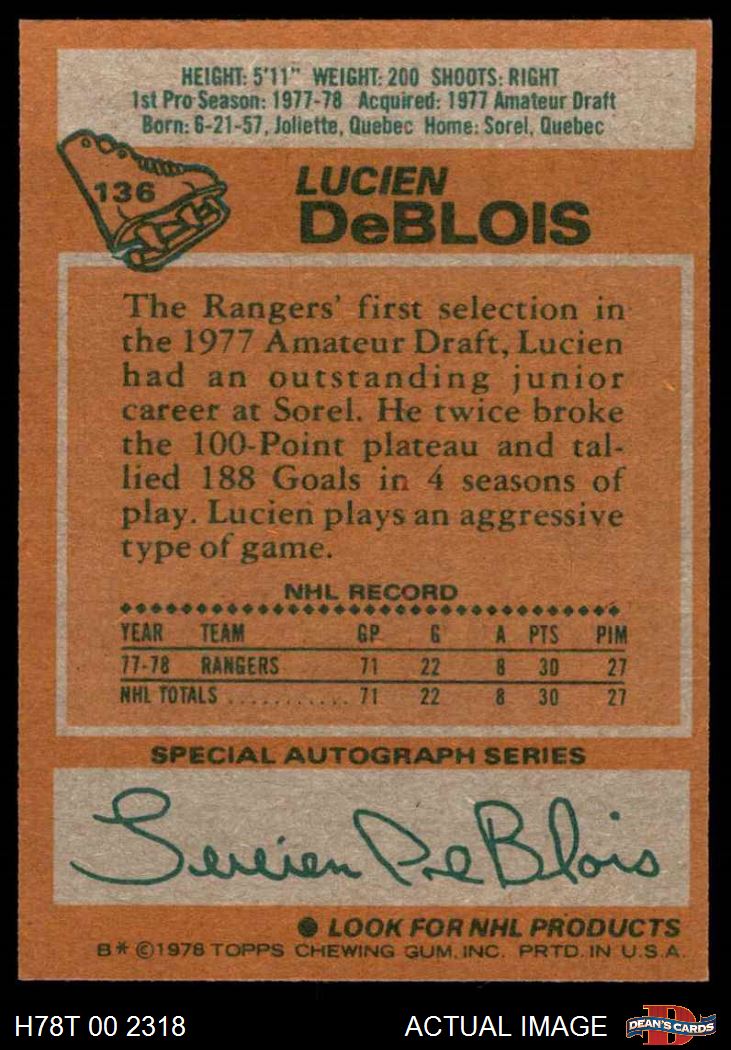 HEIGHT: 5'11" WEIGHT: 200 SHOOTS: RIGHT
1st Pro Season: 1977-78 Acquired: 1977 Amateur Draft
Born: 6-21-57, Joliette, Quebec Home: Sorel, Quebec
136
LUCIEN
DeBLOIS
The Rangers' first selection in
the 1977 Amateur Draft, Lucien
had an outstanding junior
career at Sorel. He twice broke
the 100-Point plateau and tal-
lied 188 Goals in 4 seasons of
play. Lucien plays an aggressive
type of game.
NHL RECORD
YEAR TEAM GP G A PTS PIM
77-78 RANGERS 71 22 8 30 27
NHL TOTALS ............ 71 22 8 30 27
SPECIAL AUTOGRAPH SERIES
Lucien DeBlois
● LOOK FOR NHL PRODUCTS
B* ©1978 TOPPS CHEWING GUM, INC. PRTD. IN U.S.A.
H78T 00 2318 ACTUAL IMAGE
D
DEAN'S CARDS